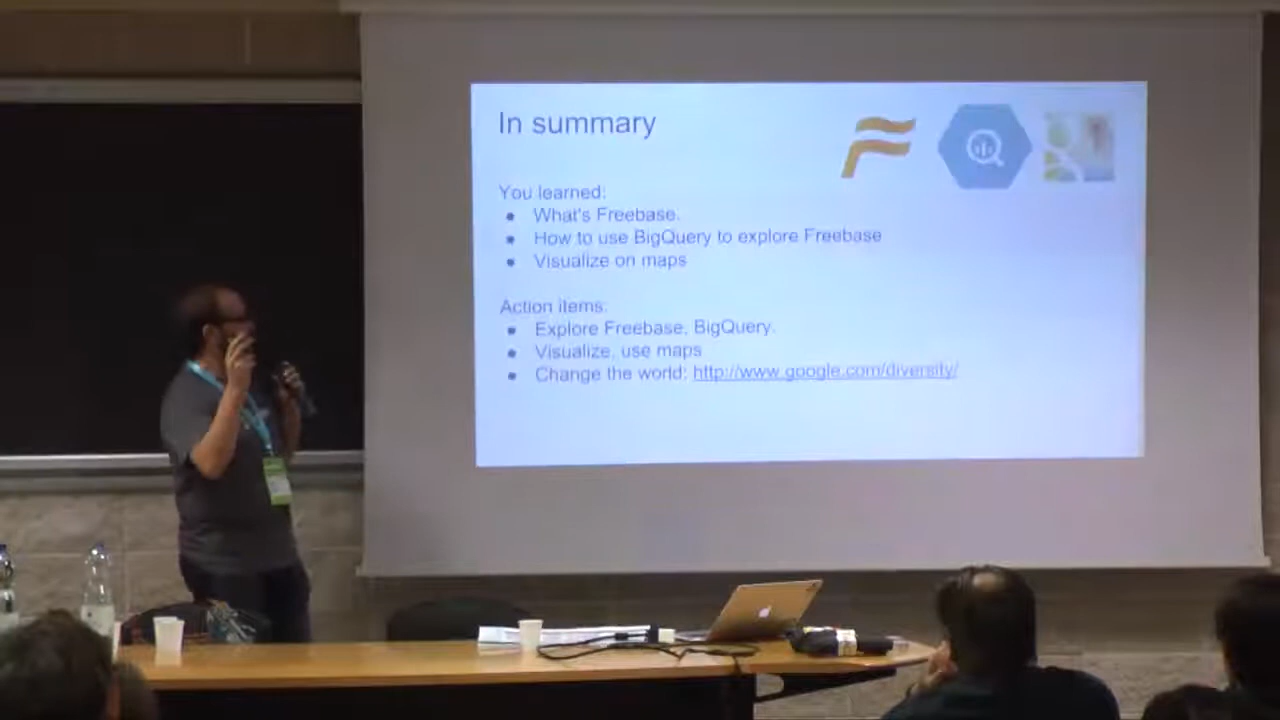 In summary
You learned:
What's Freebase.
How to use BigQuery to explore Freebase
Visualize on maps
Action items:
Explore Freebase, BigQuery.
Visualize, use maps
Change the world: http://www.google.com/diversity/